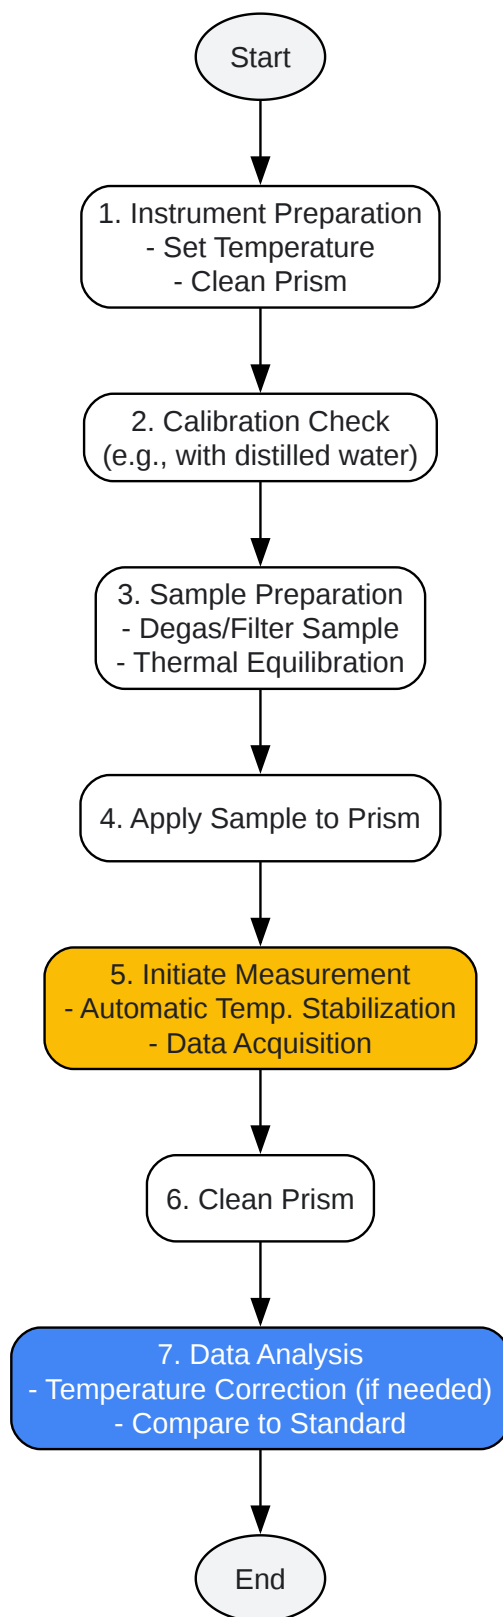 Start
1. Instrument Preparation
- Set Temperature
- Clean Prism
2. Calibration Check
(e.g., with distilled water)
3. Sample Preparation
- Degas/Filter Sample
- Thermal Equilibration
4. Apply Sample to Prism
5. Initiate Measurement
- Automatic Temp. Stabilization
- Data Acquisition
6. Clean Prism
7. Data Analysis
- Temperature Correction (if needed)
- Compare to Standard
End